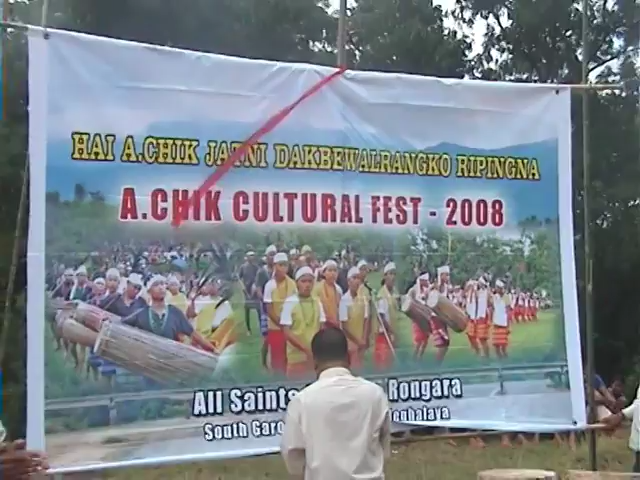 HAI A.CHIK JATNI DAKBEWALRANGKO RIPINGNA
A.CHIK CULTURAL FEST - 2008
All Saints Rongara
South Garo